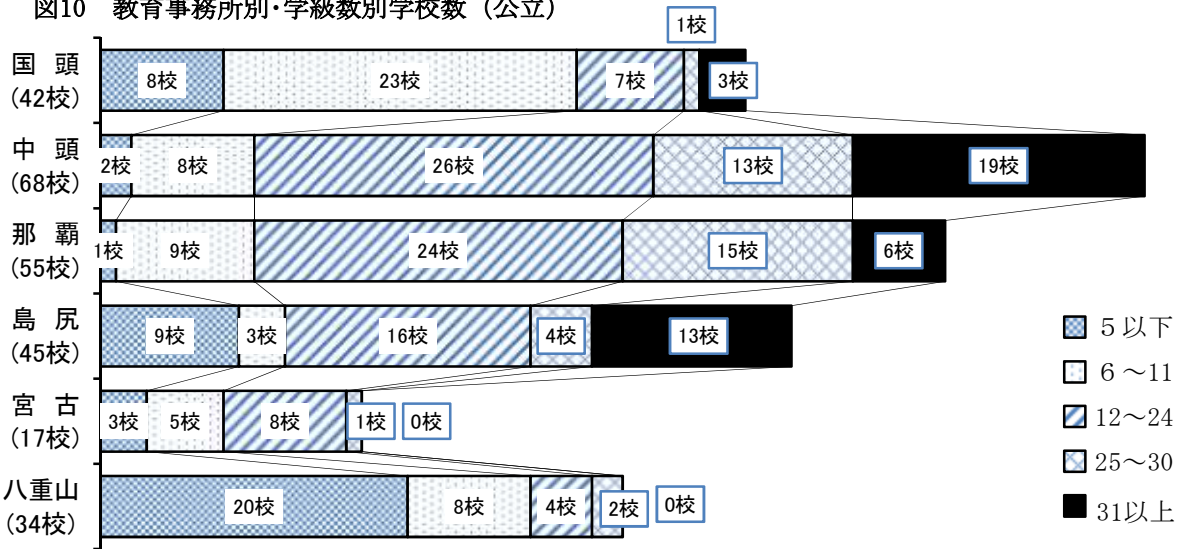 図10 教育事務所別･学級数別学校数（公立）
1校
国 頭
(42校)
8校 23校 7校 3校
中 頭
(68校)
2校 8校 26校 13校 19校
那 覇
(55校)
1校 9校 24校 15校 6校
島 尻
(45校)
9校 3校 16校 4校 13校
宮 古
(17校)
3校 5校 8校 1校 0校
八重山
(34校)
20校 8校 4校 2校 0校
５以下
６～11
12～24
25～30
31以上